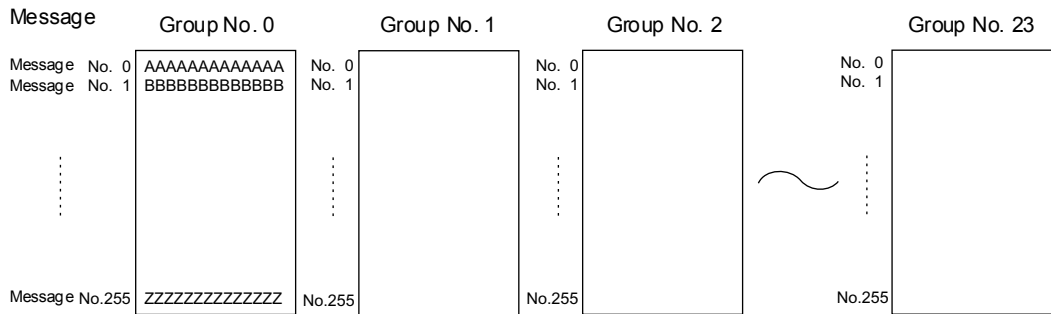 Message
Group No. 0 Group No. 1 Group No. 2 Group No. 23
Message No. 0 AAAAAAAAAAAAA No. 0 No. 0 No. 0
Message No. 1 BBBBBBBBBBBBB No. 1 No. 1 No. 1
Message No.255 ZZZZZZZZZZZZZZ No.255 No.255 No.255